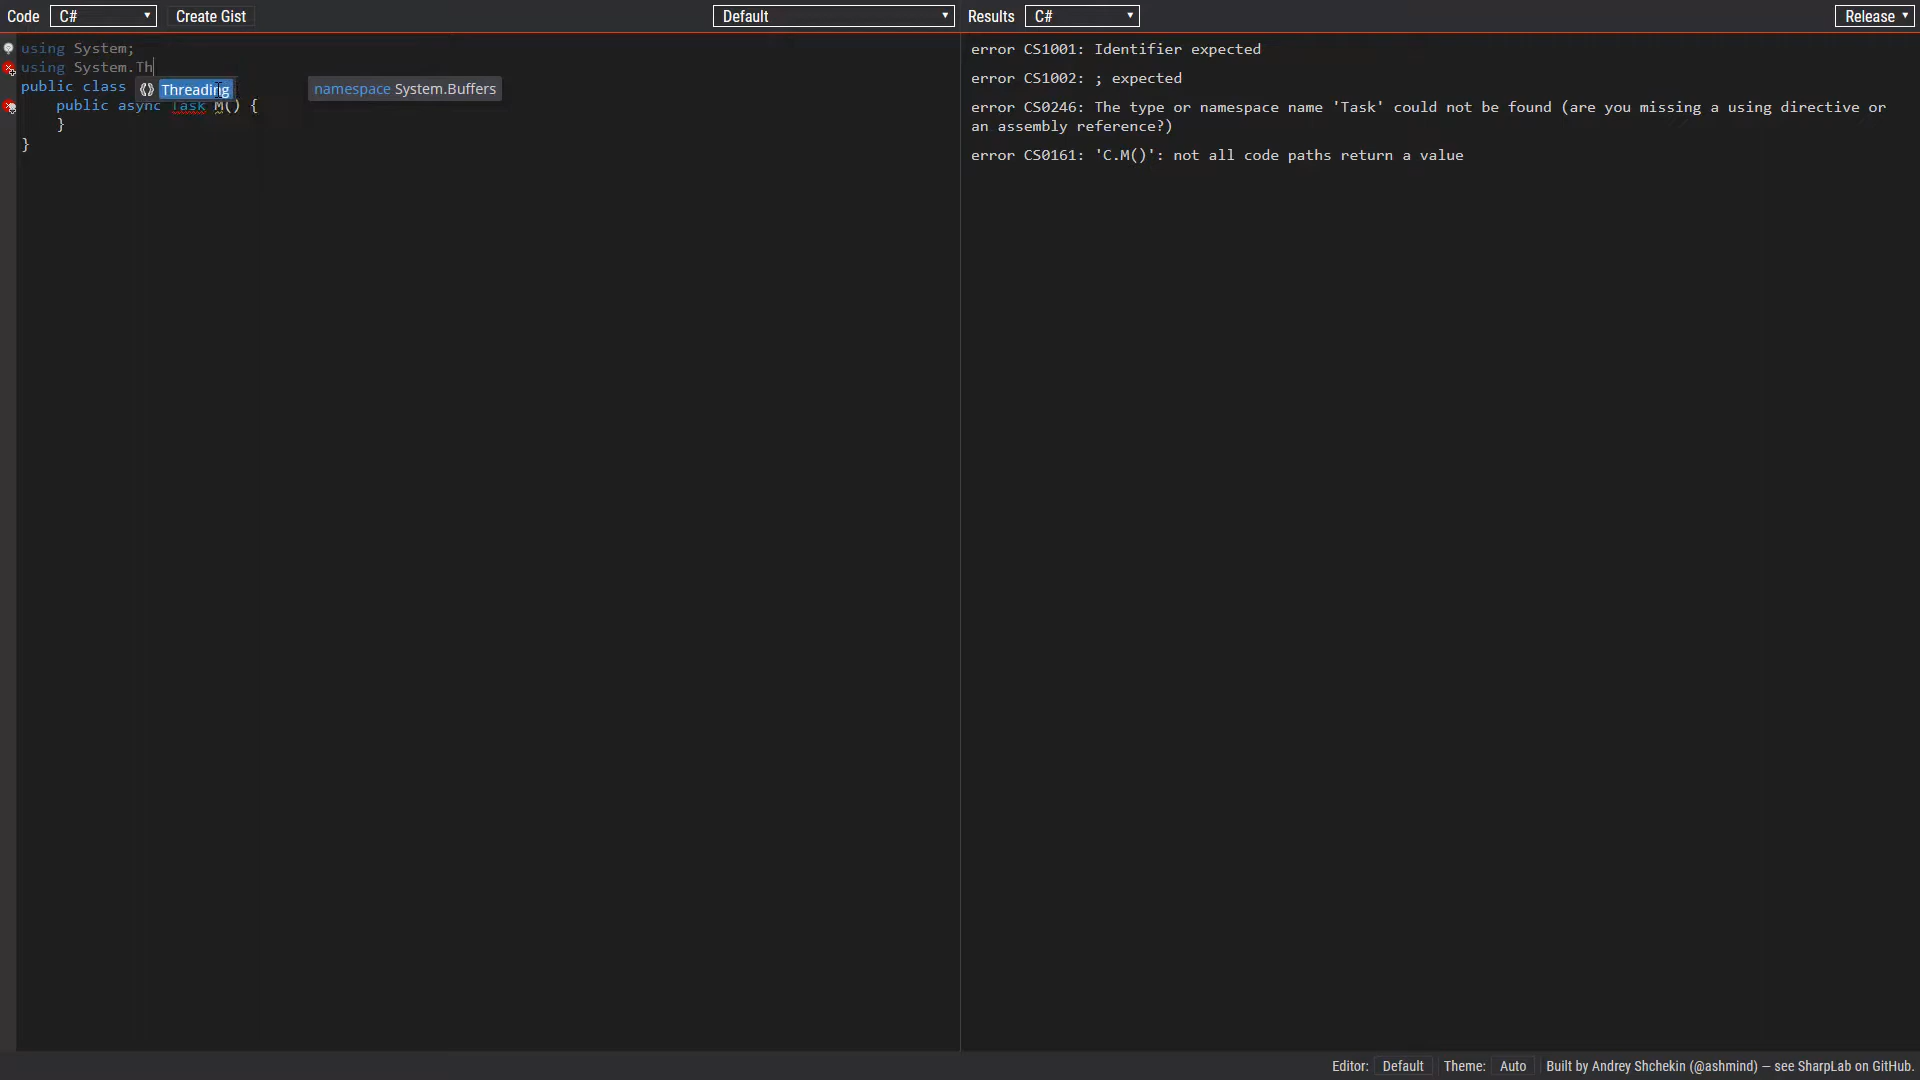 Code C# Create Gist Default Results C# Release
using System;
using System.Th
Threading
namespace System.Buffers
public class
public async Task M() {
}
}
error CS1001: Identifier expected
error CS1002: ; expected
error CS0246: The type or namespace name 'Task' could not be found (are you missing a using directive or
an assembly reference?)
error CS0161: 'C.M()': not all code paths return a value
Editor: Default Theme: Auto Built by Andrey Shchekin (@ashmind) — see SharpLab on GitHub.